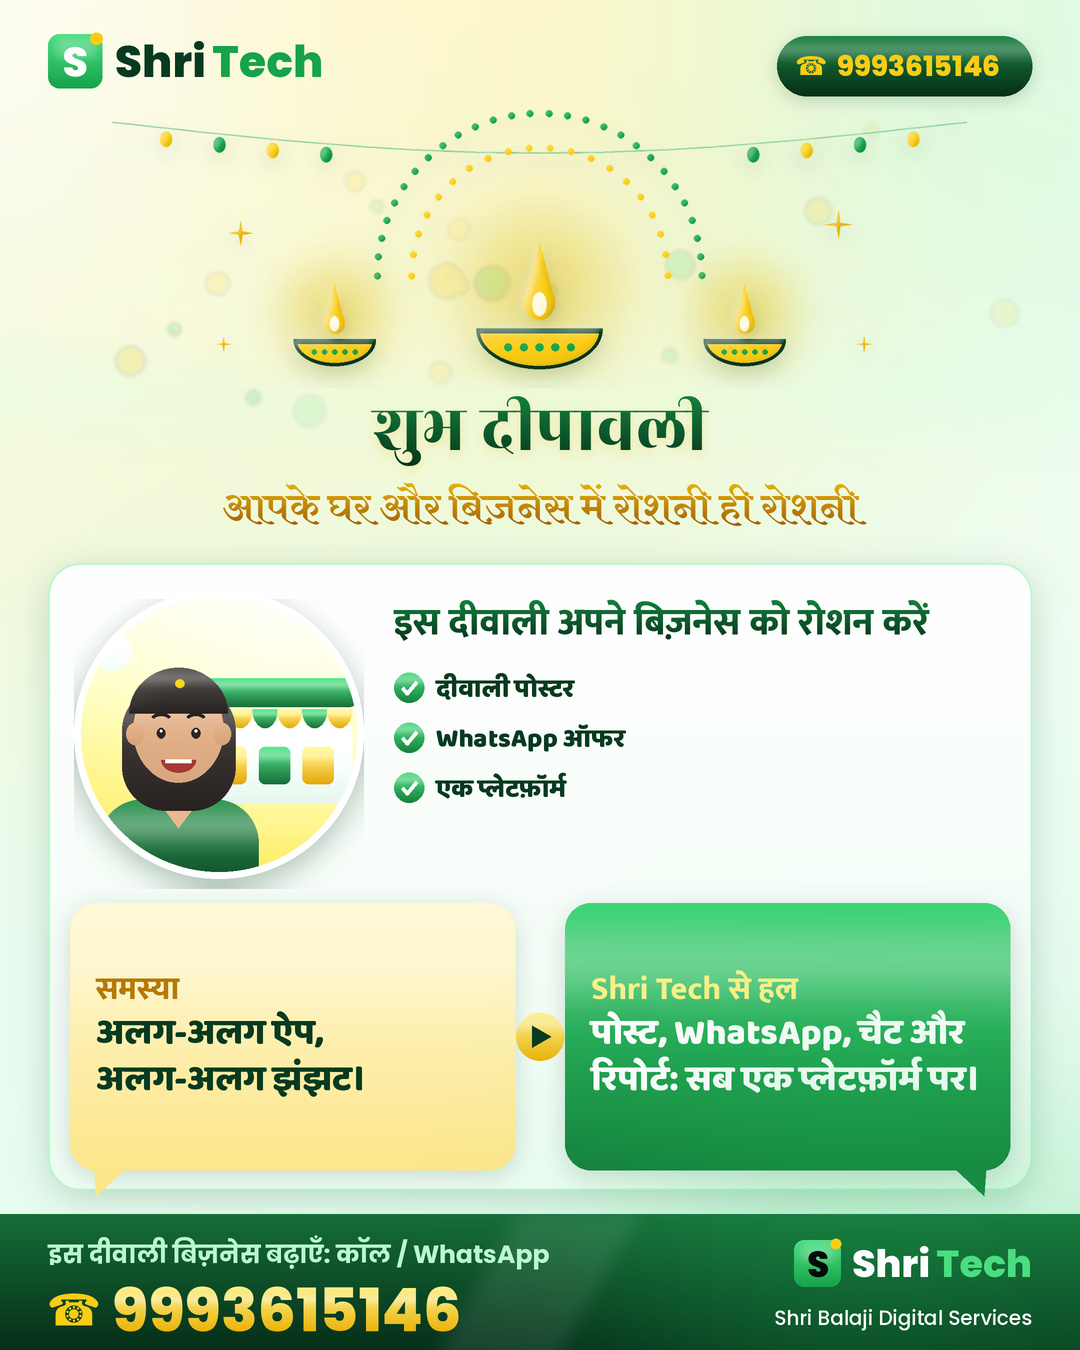 S Shri Tech
☎ 9993615146
शुभ दीपावली
आपके घर और बिज़नेस में रोशनी ही रोशनी
इस दीवाली अपने बिज़नेस को रोशन करें
दीवाली पोस्टर
WhatsApp ऑफर
एक प्लेटफ़ॉर्म
समस्या
अलग-अलग ऐप,
अलग-अलग झंझट।
Shri Tech से हल
पोस्ट, WhatsApp, चैट और
रिपोर्ट: सब एक प्लेटफ़ॉर्म पर।
इस दीवाली बिज़नेस बढ़ाएँ: कॉल / WhatsApp
☎ 9993615146
S Shri Tech
Shri Balaji Digital Services